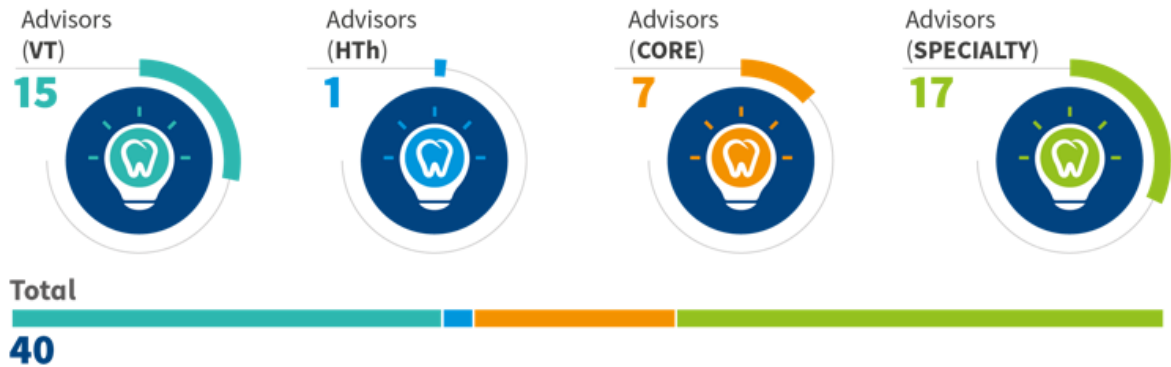 Advisors
(VT)
15
Advisors
(HTh)
1
Advisors
(CORE)
7
Advisors
(SPECIALTY)
17
Total
40